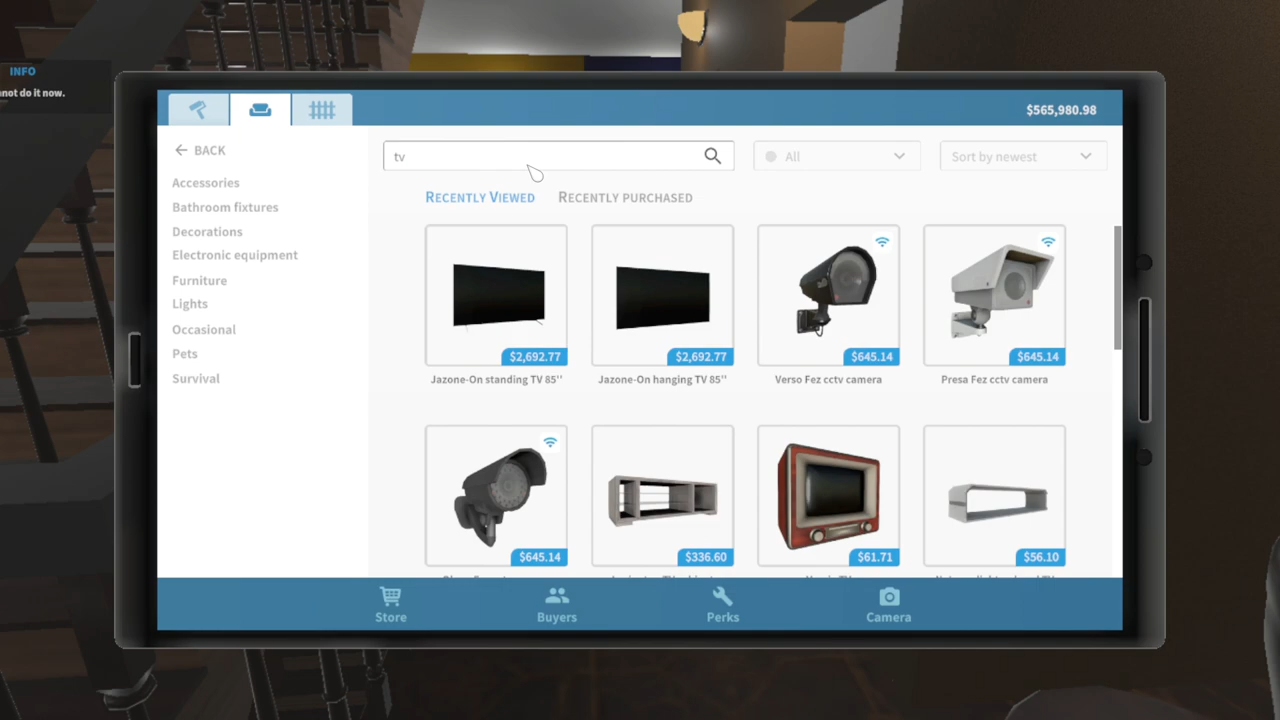 INFO
not do it now.
$565,980.98
BACK
tv
All
Sort by newest
Accessories
Bathroom fixtures
Decorations
Electronic equipment
Furniture
Lights
Occasional
Pets
Survival
RECENTLY VIEWED
RECENTLY PURCHASED
$2,692.77
$2,692.77
$645.14
$645.14
Jazone-On standing TV 85''
Jazone-On hanging TV 85''
Verso Fez cctv camera
Presa Fez cctv camera
$645.14
$336.60
$61.71
$56.10
Store
Buyers
Perks
Camera